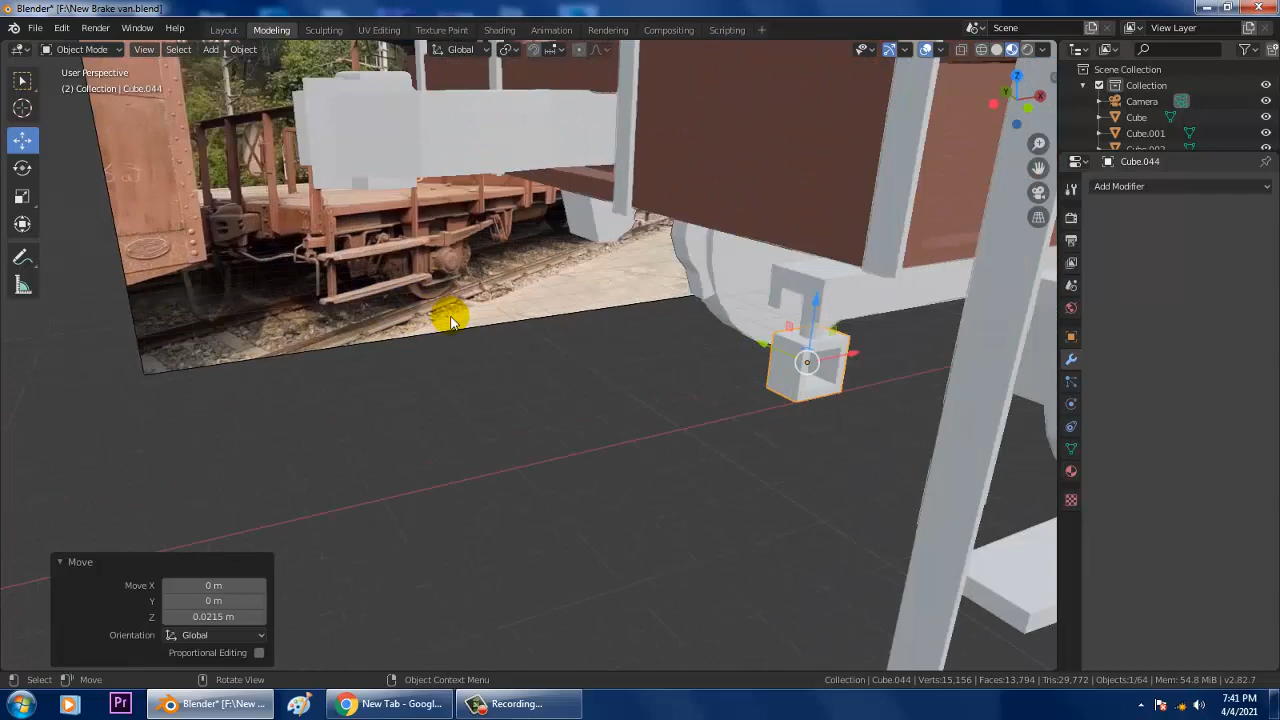 Blender* [F:\New Brake van.blend]
File Edit Render Window Help
Layout Modeling Sculpting UV Editing Texture Paint Shading Animation Rendering Compositing Scripting +
Scene View Layer
Object Mode View Select Add Object Global
User Perspective
(2) Collection | Cube.044
Z
Y
X
Scene Collection
Collection
Camera
Cube
Cube.001
Cube.044
Add Modifier
Move
Move X 0 m
Y 0 m
Z 0.0215 m
Orientation Global
Proportional Editing
Select Move Rotate View Object Context Menu
Collection | Cube.044 | Verts:15,156 | Faces:13,794 | Tris:29,772 | Objects:1/64 | Mem: 54.8 MiB | v2.82.7
Pr Blender* [F:\New ... New Tab - Googl... Recording...
7:41 PM
4/4/2021